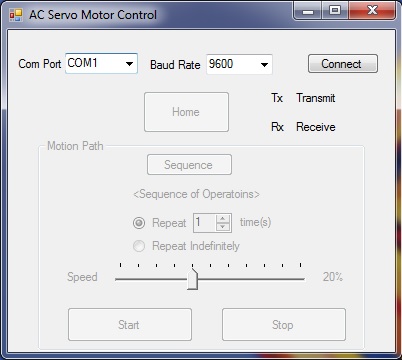 AC Servo Motor Control
Com Port COM1 Baud Rate 9600 Connect
Home Tx Transmit
Rx Receive
Motion Path
Sequence
<Sequence of Operatoins>
Repeat 1 time(s)
Repeat Indefinitely
Speed 20%
Start Stop